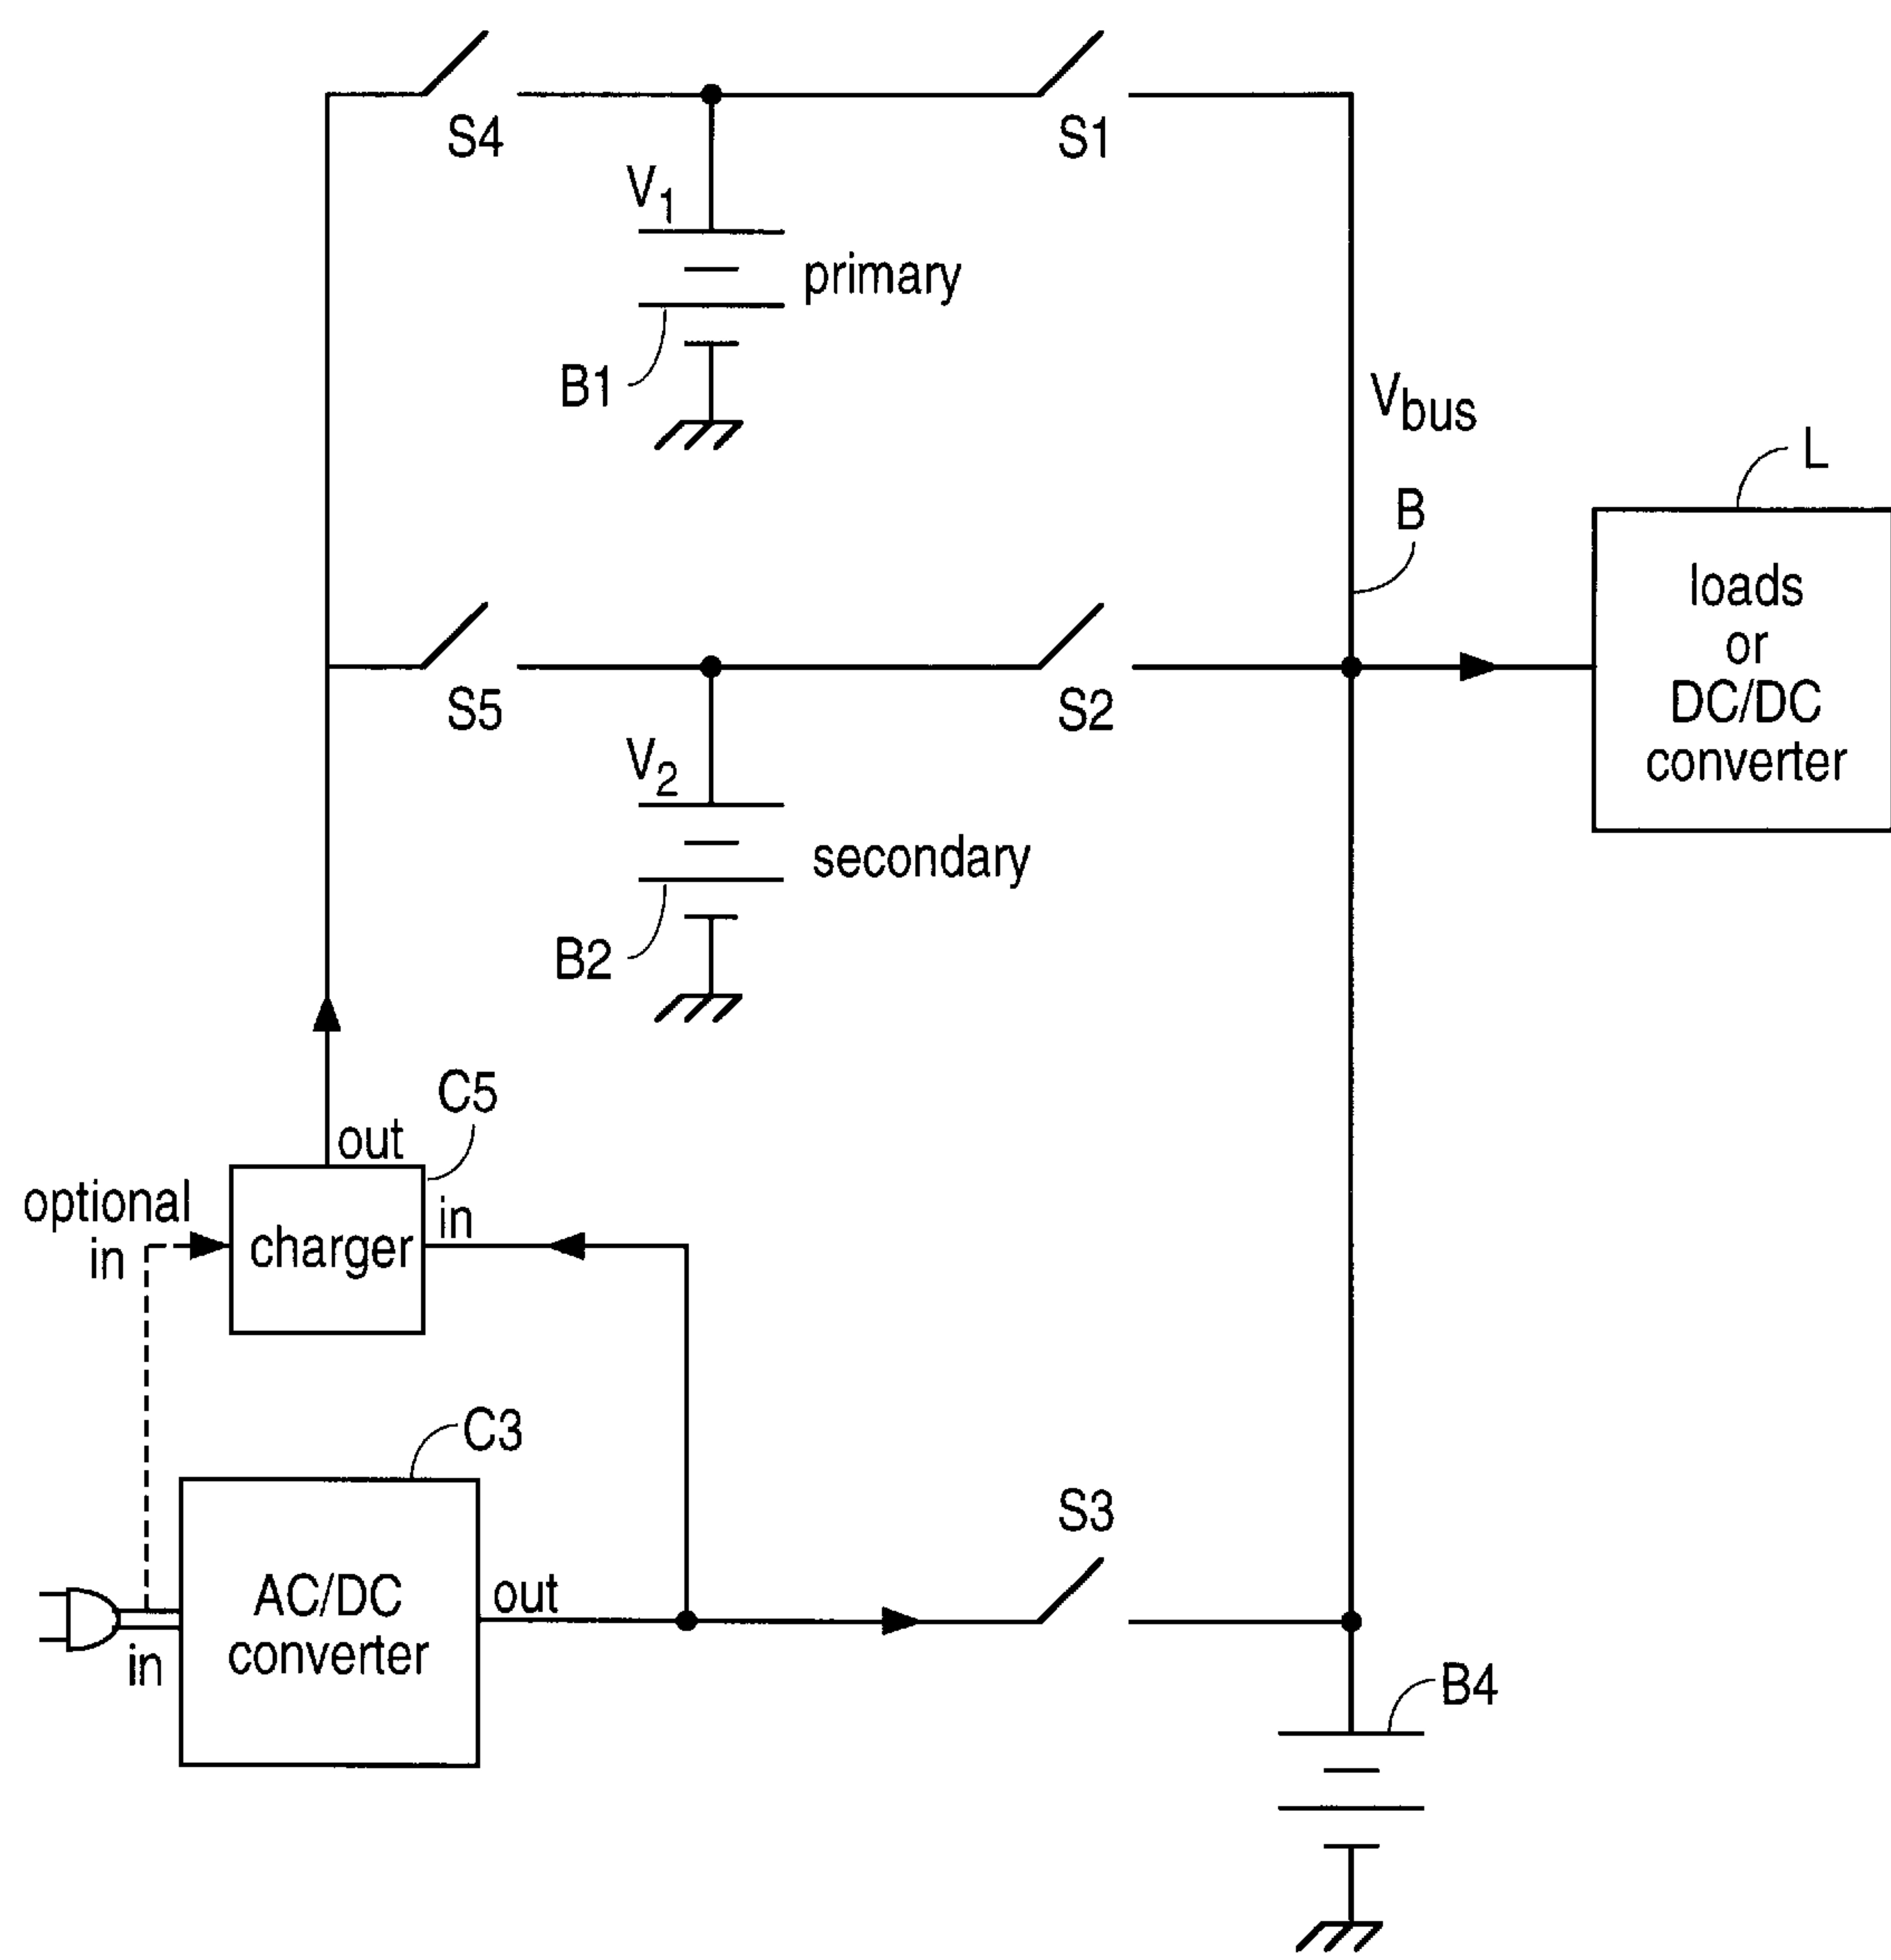 S4
S1
V1
primary
B1
Vbus
L
B
loads
or
DC/DC
converter
S5
S2
V2
secondary
B2
C5
out
optional
in
charger
in
C3
S3
AC/DC
converter
out
in
B4